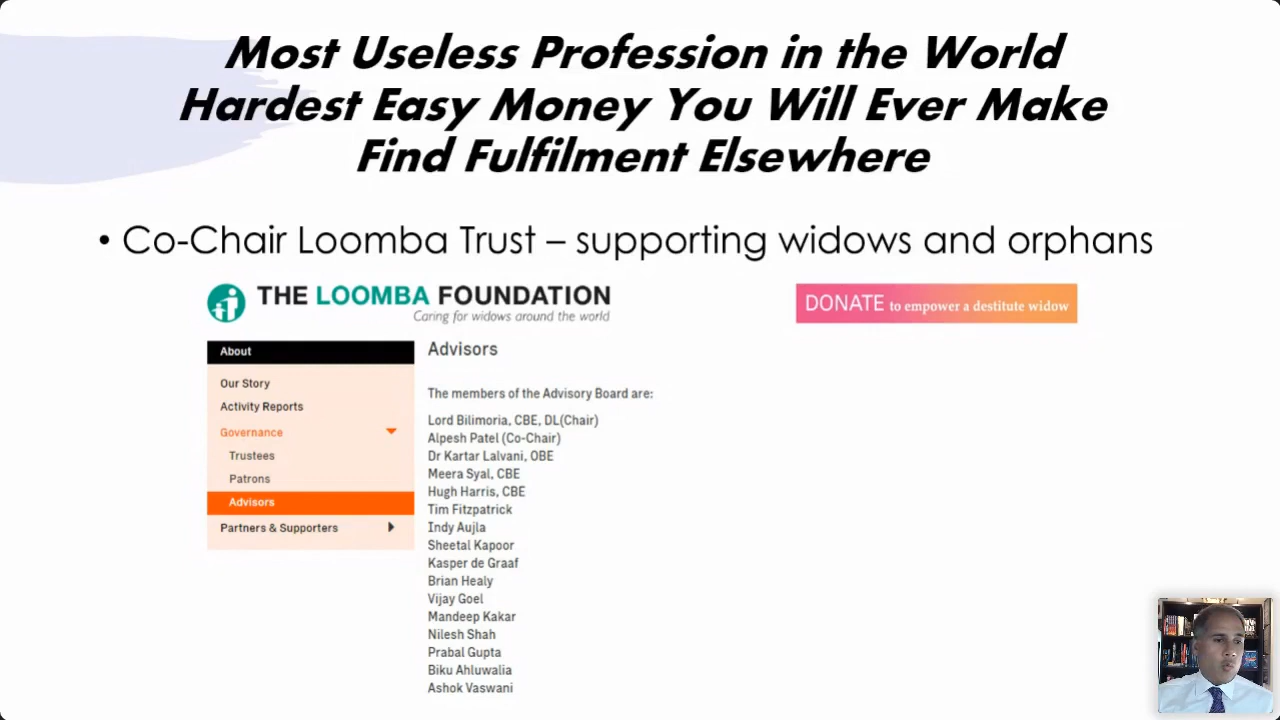 Most Useless Profession in the World
Hardest Easy Money You Will Ever Make
Find Fulfilment Elsewhere
• Co-Chair Loomba Trust – supporting widows and orphans
THE LOOMBA FOUNDATION
Caring for widows around the world
DONATE to empower a destitute widow
About
Our Story
Activity Reports
Governance
Trustees
Patrons
Advisors
Partners & Supporters
Advisors
The members of the Advisory Board are:
Lord Bilimoria, CBE, DL(Chair)
Alpesh Patel (Co-Chair)
Dr Kartar Lalvani, OBE
Meera Syal, CBE
Hugh Harris, CBE
Tim Fitzpatrick
Indy Aujla
Sheetal Kapoor
Kasper de Graaf
Brian Healy
Vijay Goel
Mandeep Kakar
Nilesh Shah
Prabal Gupta
Biku Ahluwalia
Ashok Vaswani